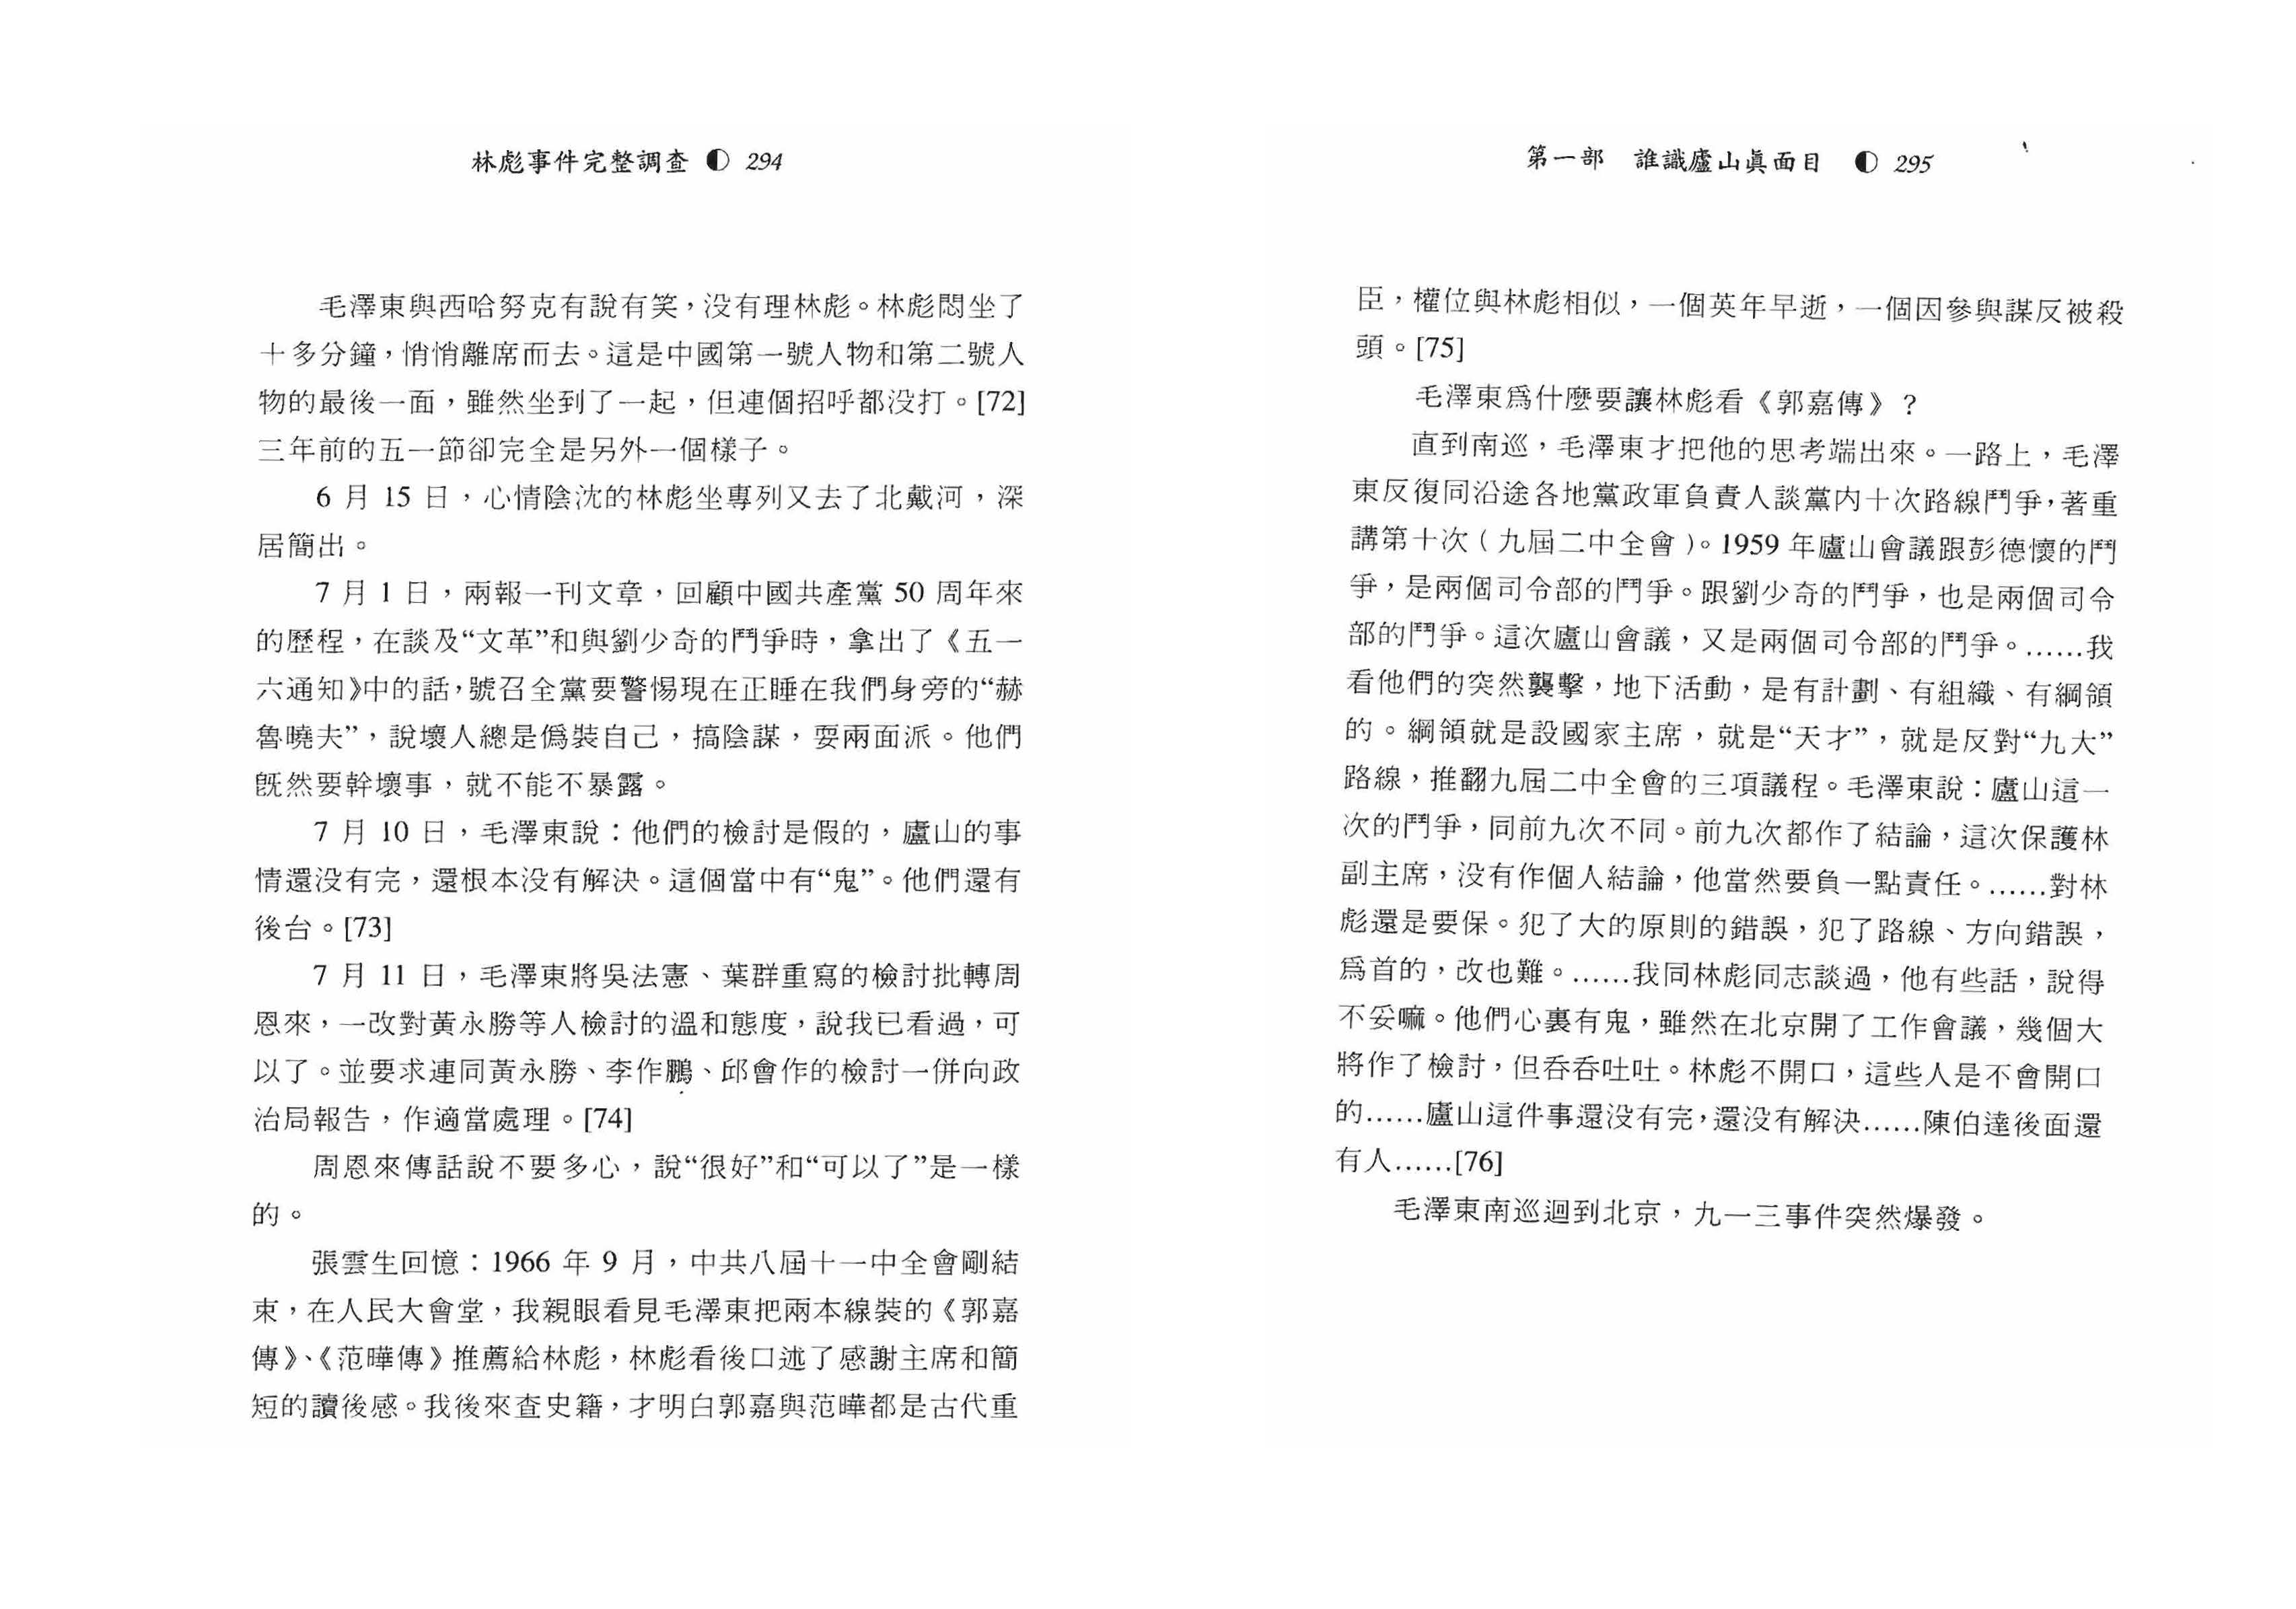 林彪事件完整調查 ◐ 294
毛澤東與西哈努克有說有笑，没有理林彪。林彪悶坐了
十多分鐘，悄悄離席而去。這是中國第一號人物和第二號人
物的最後一面，雖然坐到了一起，但連個招呼都没打。[72]
三年前的五一節卻完全是另外一個樣子。
6 月 15 日，心情陰沈的林彪坐專列又去了北戴河，深
居簡出。
7 月 1 日，兩報一刊文章，回顧中國共產黨 50 周年來
的歷程，在談及“文革”和與劉少奇的鬥爭時，拿出了《五一
六通知》中的話，號召全黨要警惕現在正睡在我們身旁的“赫
魯曉夫”，說壞人總是僞裝自己，搞陰謀，耍兩面派。他們
既然要幹壞事，就不能不暴露。
7 月 10 日，毛澤東說：他們的檢討是假的，廬山的事
情還没有完，還根本没有解決。這個當中有“鬼”。他們還有
後台。[73]
7 月 11 日，毛澤東將吳法憲、葉群重寫的檢討批轉周
恩來，一改對黃永勝等人檢討的溫和態度，說我已看過，可
以了。並要求連同黃永勝、李作鵬、邱會作的檢討一併向政
治局報告，作適當處理。[74]
周恩來傳話說不要多心，說“很好”和“可以了”是一樣
的。
張雲生回憶：1966 年 9 月，中共八屆十一中全會剛結
束，在人民大會堂，我親眼看見毛澤東把兩本線裝的《郭嘉
傳》、《范曄傳》推薦給林彪，林彪看後口述了感謝主席和簡
短的讀後感。我後來查史籍，才明白郭嘉與范曄都是古代重
第一部 誰識廬山眞面目 ◐ 295
臣，權位與林彪相似，一個英年早逝，一個因參與謀反被殺
頭。[75]
毛澤東爲什麼要讓林彪看《郭嘉傳》？
直到南巡，毛澤東才把他的思考端出來。一路上，毛澤
東反復同沿途各地黨政軍負責人談黨内十次路線鬥爭，著重
講第十次（九屆二中全會）。1959 年廬山會議跟彭德懷的鬥
爭，是兩個司令部的鬥爭。跟劉少奇的鬥爭，也是兩個司令
部的鬥爭。這次廬山會議，又是兩個司令部的鬥爭。……我
看他們的突然襲擊，地下活動，是有計劃、有組織、有綱領
的。綱領就是設國家主席，就是“天才”，就是反對“九大”
路線，推翻九屆二中全會的三項議程。毛澤東說：廬山這一
次的鬥爭，同前九次不同。前九次都作了結論，這次保護林
副主席，没有作個人結論，他當然要負一點責任。……對林
彪還是要保。犯了大的原則的錯誤，犯了路線、方向錯誤，
爲首的，改也難。……我同林彪同志談過，他有些話，說得
不妥嘛。他們心裏有鬼，雖然在北京開了工作會議，幾個大
將作了檢討，但吞吞吐吐。林彪不開口，這些人是不會開口
的……廬山這件事還没有完，還没有解決……陳伯達後面還
有人……[76]
毛澤東南巡迴到北京，九一三事件突然爆發。